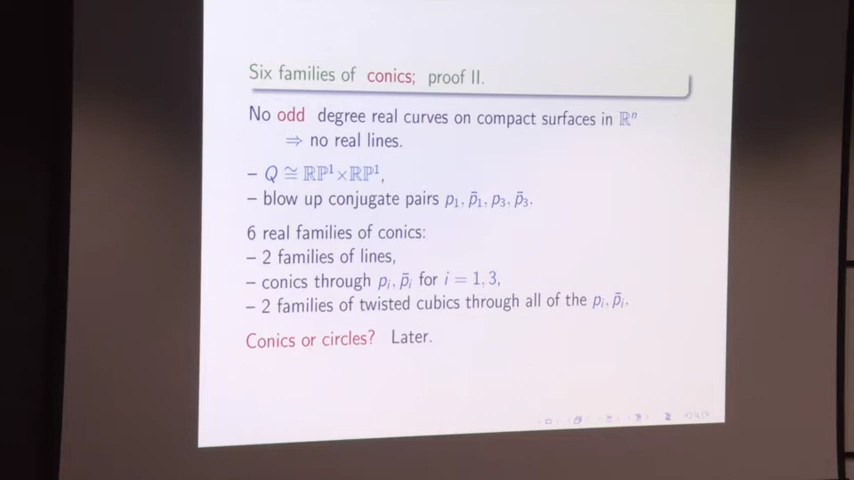 Six families of conics; proof II.
No odd degree real curves on compact surfaces in ℝⁿ
⇒ no real lines.
– Q ≅ ℝℙ¹×ℝℙ¹,
– blow up conjugate pairs p₁, p̄₁, p₃, p̄₃.
6 real families of conics:
– 2 families of lines,
– conics through pᵢ, p̄ᵢ for i = 1, 3,
– 2 families of twisted cubics through all of the pᵢ, p̄ᵢ.
Conics or circles? Later.